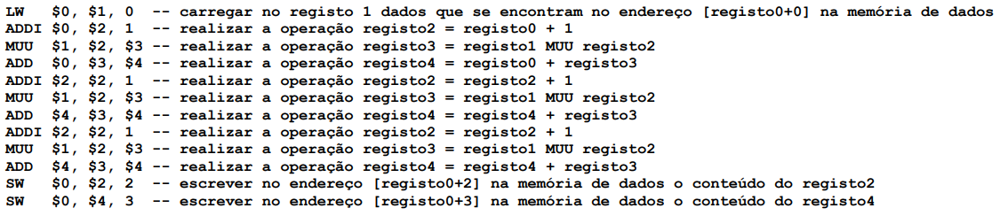 LW   $0, $1, 0  -- carregar no registo 1 dados que se encontram no endereço [registo0+0] na memória de dados
ADDI $0, $2, 1  -- realizar a operação registo2 = registo0 + 1
MUU  $1, $2, $3 -- realizar a operação registo3 = registo1 MUU registo2
ADD  $0, $3, $4 -- realizar a operação registo4 = registo0 + registo3
ADDI $2, $2, 1  -- realizar a operação registo2 = registo2 + 1
MUU  $1, $2, $3 -- realizar a operação registo3 = registo1 MUU registo2
ADD  $4, $3, $4 -- realizar a operação registo4 = registo4 + registo3
ADDI $2, $2, 1  -- realizar a operação registo2 = registo2 + 1
MUU  $1, $2, $3 -- realizar a operação registo3 = registo1 MUU registo2
ADD  $4, $3, $4 -- realizar a operação registo4 = registo4 + registo3
SW   $0, $2, 2  -- escrever no endereço [registo0+2] na memória de dados o conteúdo do registo2
SW   $0, $4, 3  -- escrever no endereço [registo0+3] na memória de dados o conteúdo do registo4